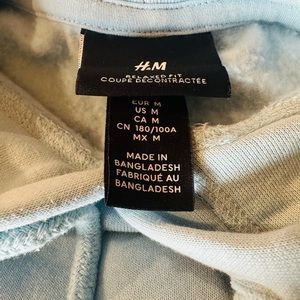 H&M
RELAXED FIT
COUPE DÉCONTRACTÉE
EUR M
US M
CA M
CN 180/100A
MX M
MADE IN
BANGLADESH
FABRIQUÉ AU
BANGLADESH